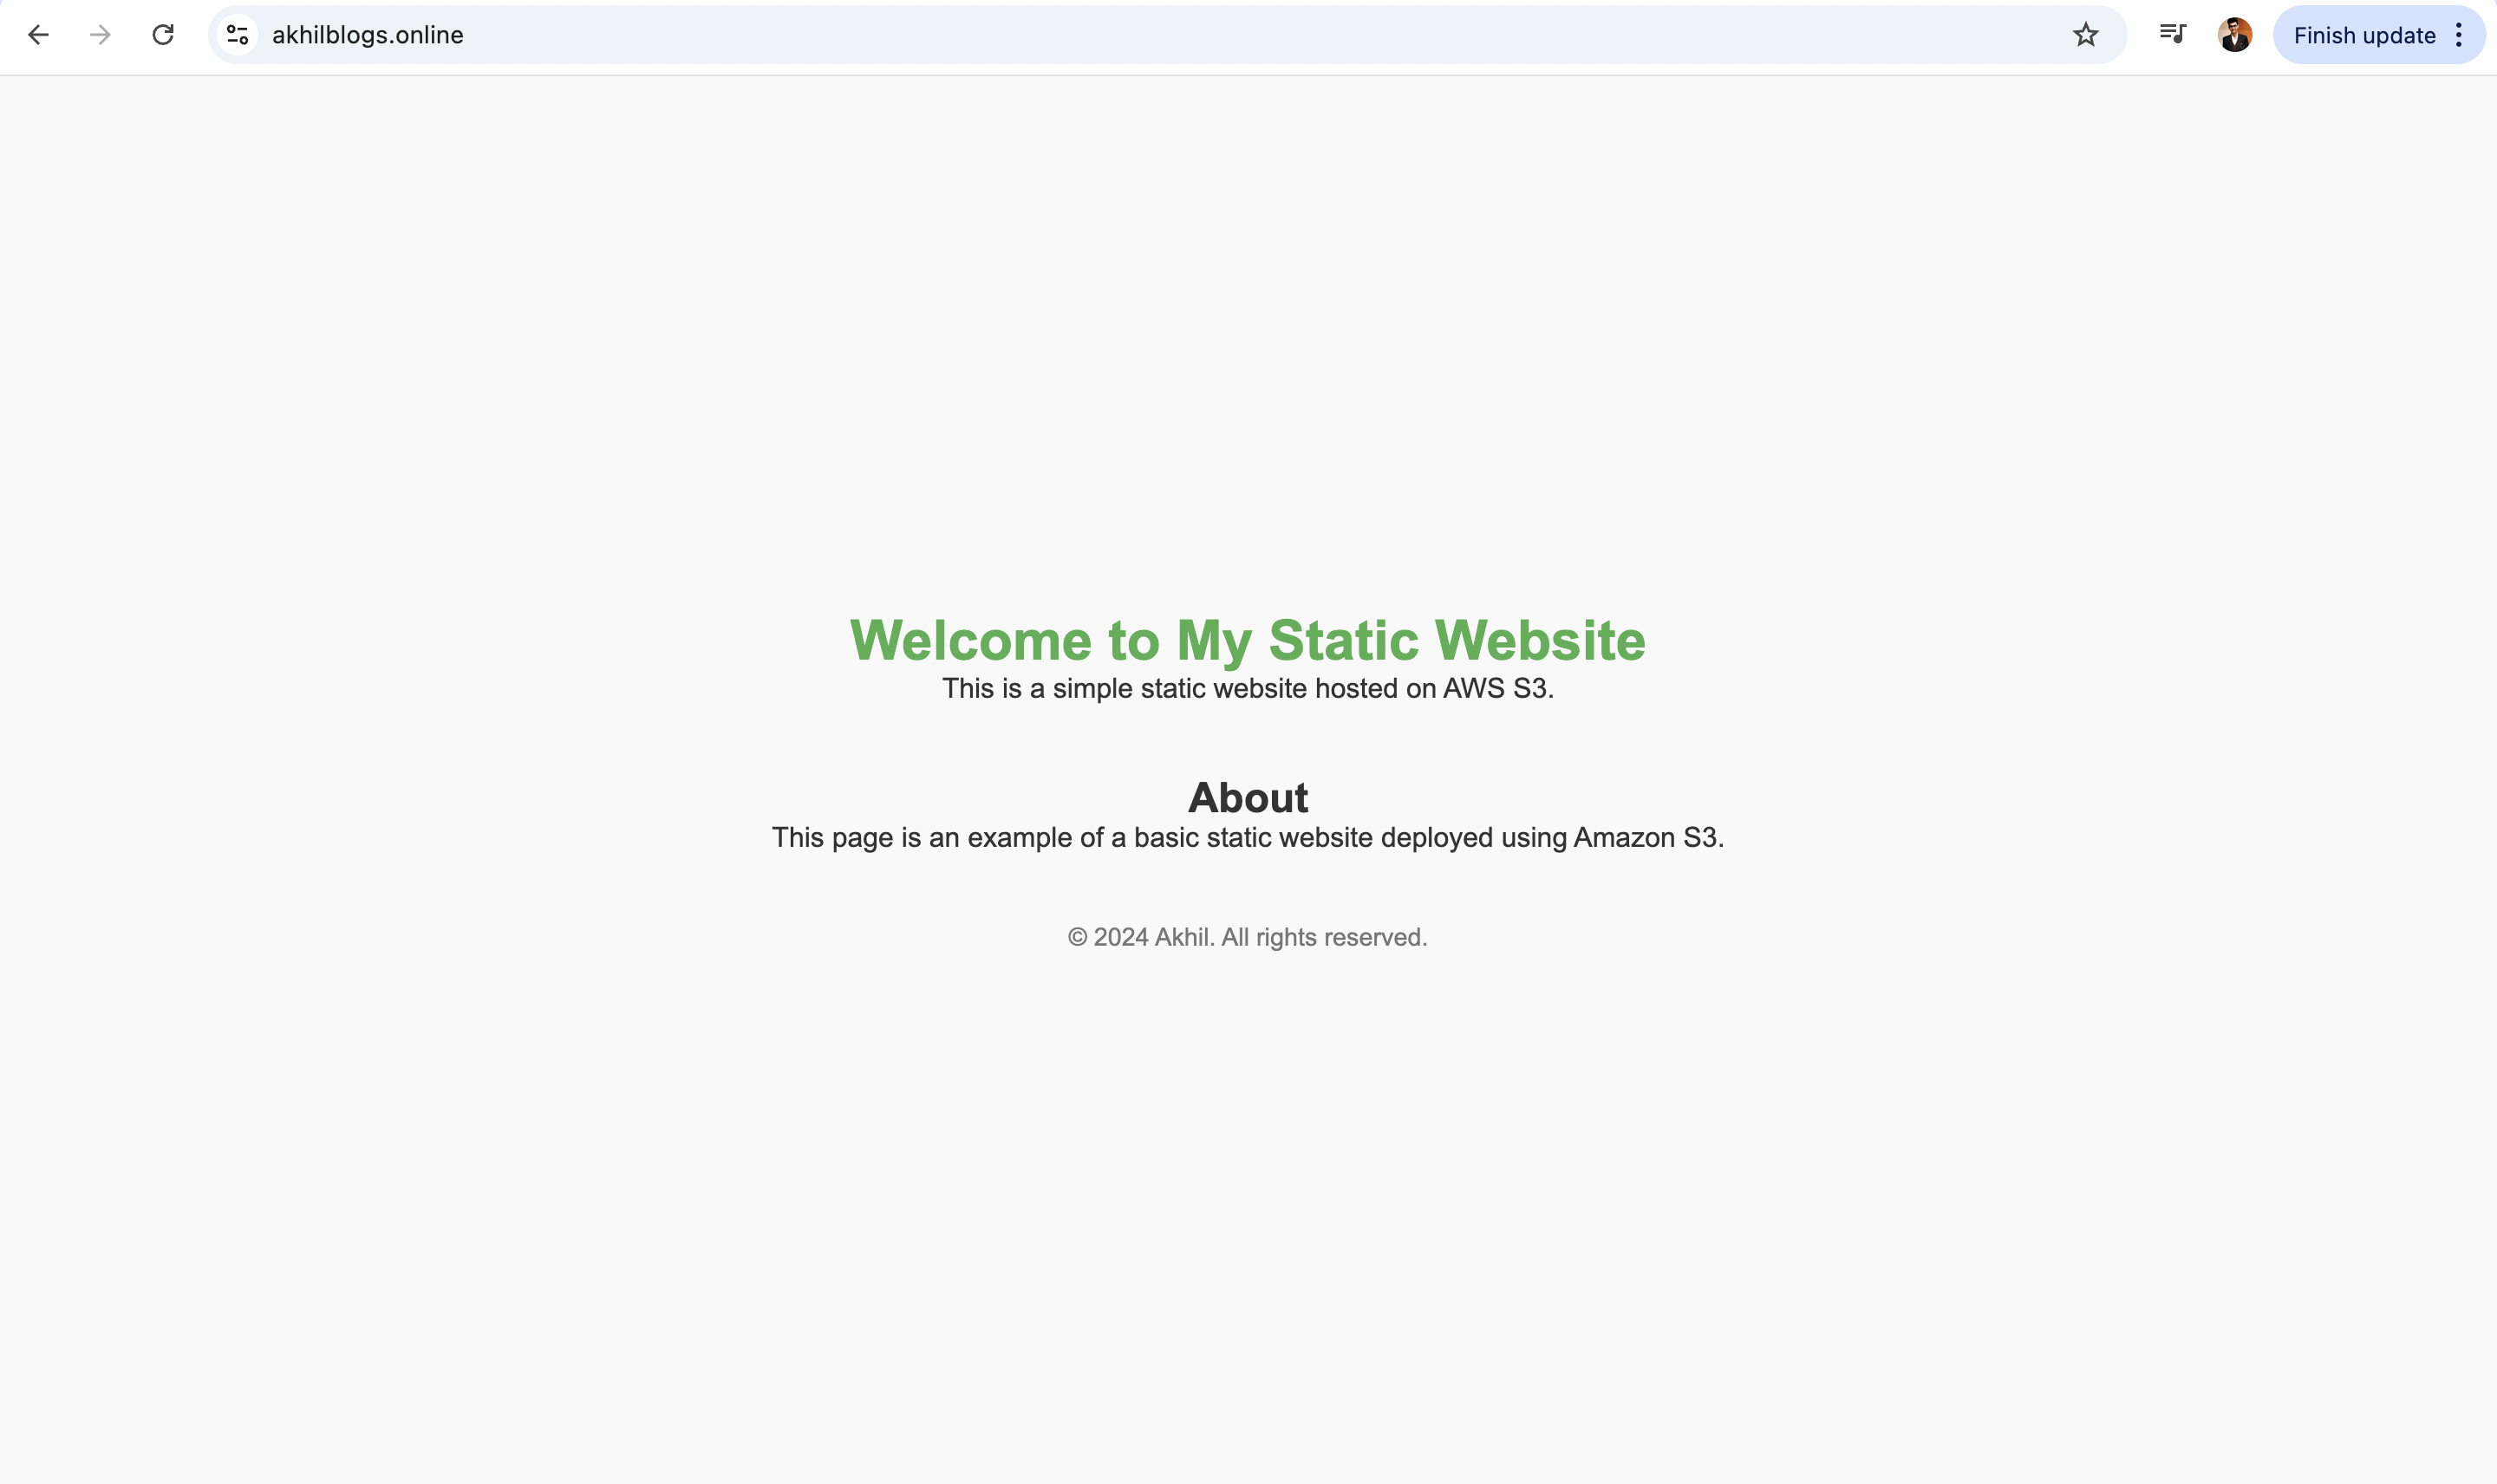 akhilblogs.online
Finish update
Welcome to My Static Website
This is a simple static website hosted on AWS S3.
About
This page is an example of a basic static website deployed using Amazon S3.
© 2024 Akhil. All rights reserved.